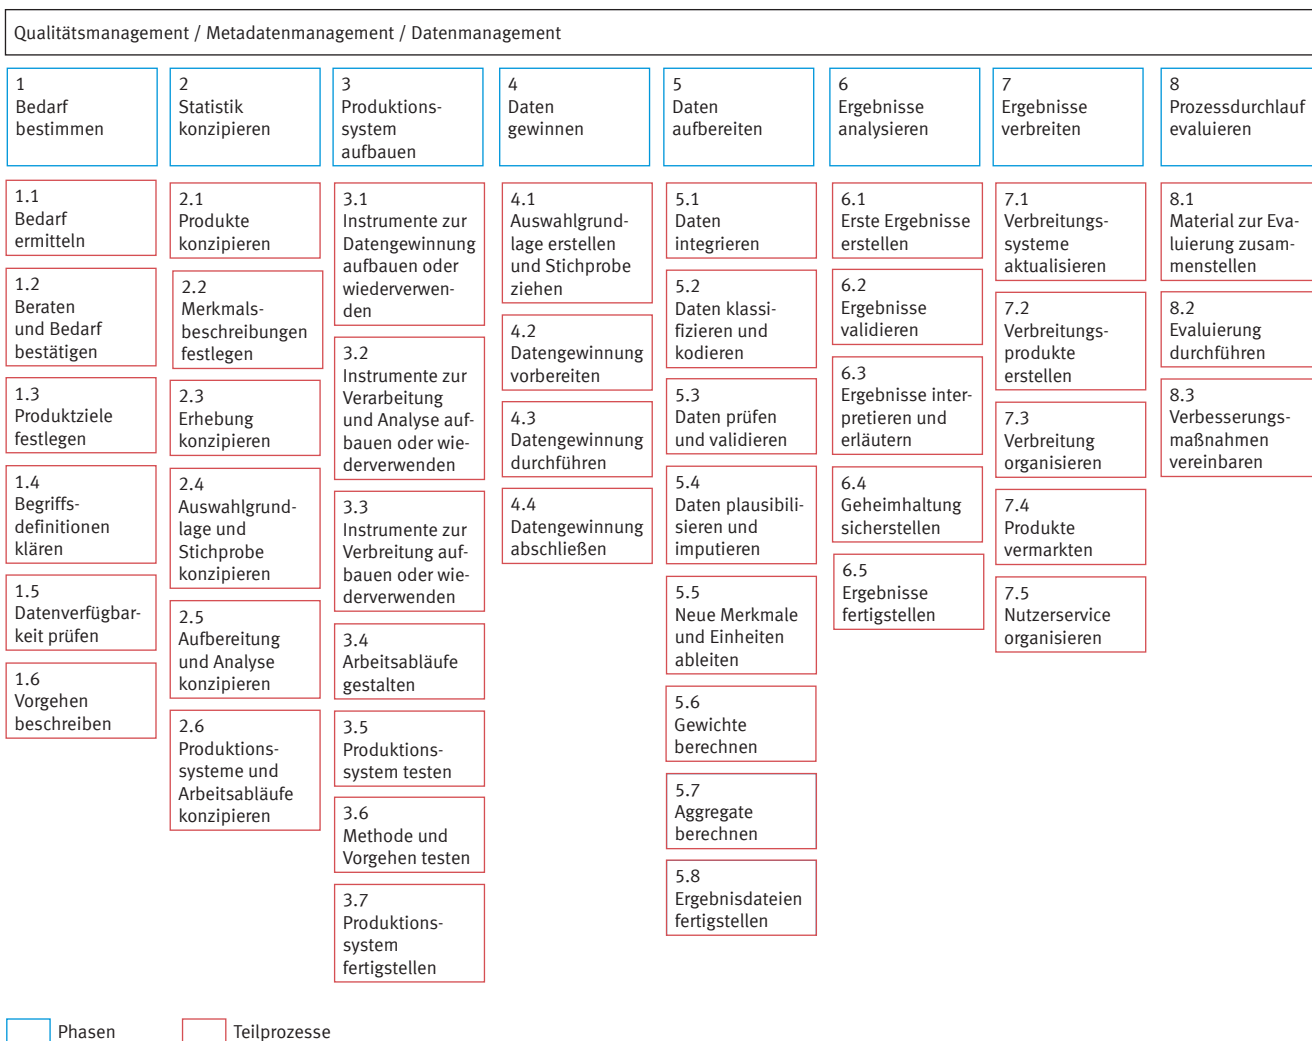 Qualitätsmanagement / Metadatenmanagement / Datenmanagement
1
Bedarf
bestimmen
2
Statistik
konzipieren
3
Produktions-
system
aufbauen
4
Daten
gewinnen
5
Daten
aufbereiten
6
Ergebnisse
analysieren
7
Ergebnisse
verbreiten
8
Prozessdurchlauf
evaluieren
1.1
Bedarf
ermitteln
1.2
Beraten
und Bedarf
bestätigen
1.3
Produktziele
festlegen
1.4
Begriffs-
definitionen
klären
1.5
Datenverfügbar-
keit prüfen
1.6
Vorgehen
beschreiben
2.1
Produkte
konzipieren
2.2
Merkmals-
beschreibungen
festlegen
2.3
Erhebung
konzipieren
2.4
Auswahlgrund-
lage und
Stichprobe
konzipieren
2.5
Aufbereitung
und Analyse
konzipieren
2.6
Produktions-
systeme und
Arbeitsabläufe
konzipieren
3.1
Instrumente zur
Datengewinnung
aufbauen oder
wiederverwen-
den
3.2
Instrumente zur
Verarbeitung
und Analyse auf-
bauen oder wie-
derverwenden
3.3
Instrumente zur
Verbreitung auf-
bauen oder wie-
derverwenden
3.4
Arbeitsabläufe
gestalten
3.5
Produktions-
system testen
3.6
Methode und
Vorgehen testen
3.7
Produktions-
system
fertigstellen
4.1
Auswahlgrund-
lage erstellen
und Stichprobe
ziehen
4.2
Datengewinnung
vorbereiten
4.3
Datengewinnung
durchführen
4.4
Datengewinnung
abschließen
5.1
Daten
integrieren
5.2
Daten klassi-
fizieren und
kodieren
5.3
Daten prüfen
und validieren
5.4
Daten plausibili-
sieren und
imputieren
5.5
Neue Merkmale
und Einheiten
ableiten
5.6
Gewichte
berechnen
5.7
Aggregate
berechnen
5.8
Ergebnisdateien
fertigstellen
6.1
Erste Ergebnisse
erstellen
6.2
Ergebnisse
validieren
6.3
Ergebnisse inter-
pretieren und
erläutern
6.4
Geheimhaltung
sicherstellen
6.5
Ergebnisse
fertigstellen
7.1
Verbreitungs-
systeme
aktualisieren
7.2
Verbreitungs-
produkte
erstellen
7.3
Verbreitung
organisieren
7.4
Produkte
vermarkten
7.5
Nutzerservice
organisieren
8.1
Material zur Eva-
luierung zusam-
menstellen
8.2
Evaluierung
durchführen
8.3
Verbesserungs-
maßnahmen
vereinbaren
Phasen
Teilprozesse